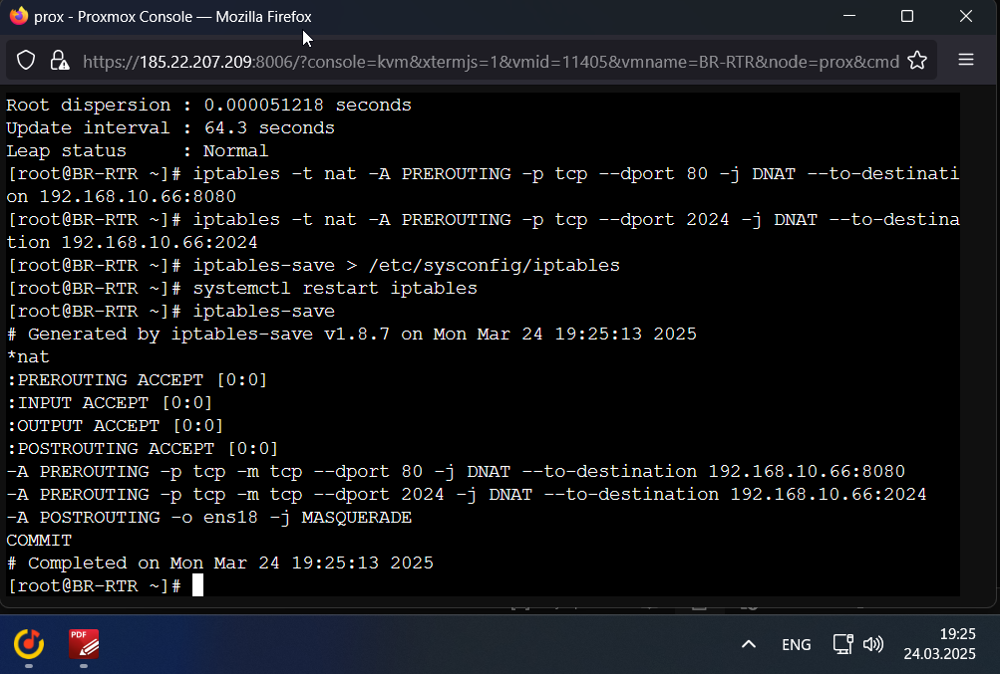 prox - Proxmox Console — Mozilla Firefox
https://185.22.207.209:8006/?console=kvm&xtermjs=1&vmid=11405&vmname=BR-RTR&node=prox&cmd
Root dispersion : 0.000051218 seconds
Update interval : 64.3 seconds
Leap status     : Normal
[root@BR-RTR ~]# iptables -t nat -A PREROUTING -p tcp --dport 80 -j DNAT --to-destinati
on 192.168.10.66:8080
[root@BR-RTR ~]# iptables -t nat -A PREROUTING -p tcp --dport 2024 -j DNAT --to-destina
tion 192.168.10.66:2024
[root@BR-RTR ~]# iptables-save > /etc/sysconfig/iptables
[root@BR-RTR ~]# systemctl restart iptables
[root@BR-RTR ~]# iptables-save
# Generated by iptables-save v1.8.7 on Mon Mar 24 19:25:13 2025
*nat
:PREROUTING ACCEPT [0:0]
:INPUT ACCEPT [0:0]
:OUTPUT ACCEPT [0:0]
:POSTROUTING ACCEPT [0:0]
-A PREROUTING -p tcp -m tcp --dport 80 -j DNAT --to-destination 192.168.10.66:8080
-A PREROUTING -p tcp -m tcp --dport 2024 -j DNAT --to-destination 192.168.10.66:2024
-A POSTROUTING -o ens18 -j MASQUERADE
COMMIT
# Completed on Mon Mar 24 19:25:13 2025
[root@BR-RTR ~]#
PDF
ENG
19:25
24.03.2025